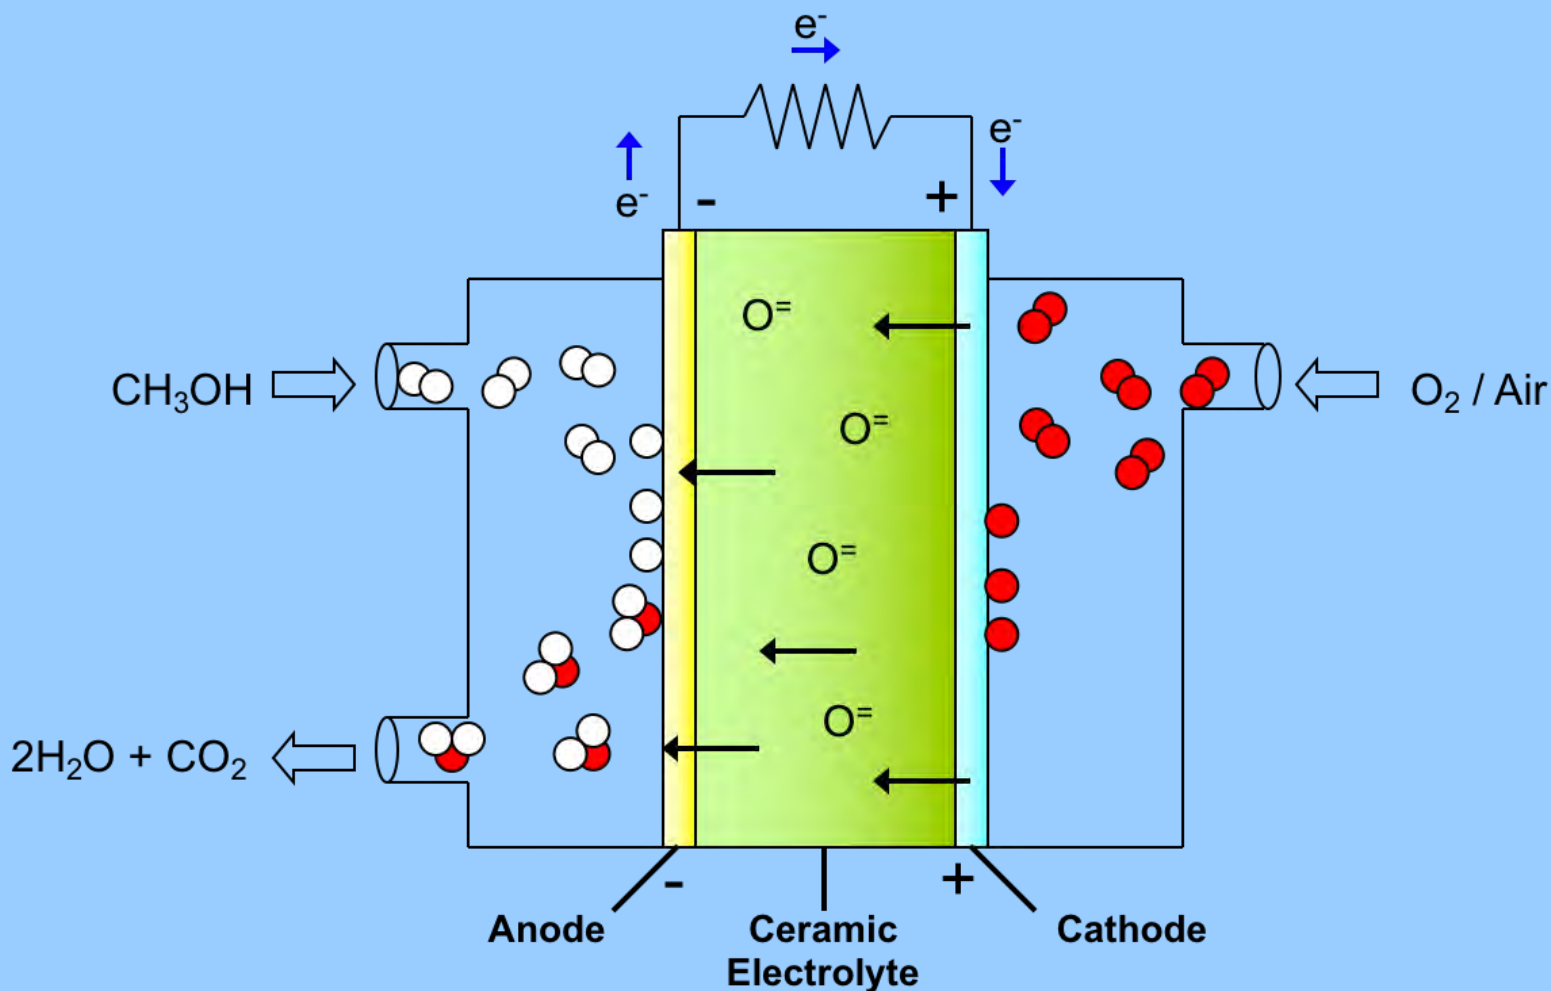 e⁻
e⁻
e⁻
- +
O⁼
CH₃OH
O₂ / Air
O⁼
O⁼
O⁼
2H₂O + CO₂
- +
Anode
Ceramic
Electrolyte
Cathode